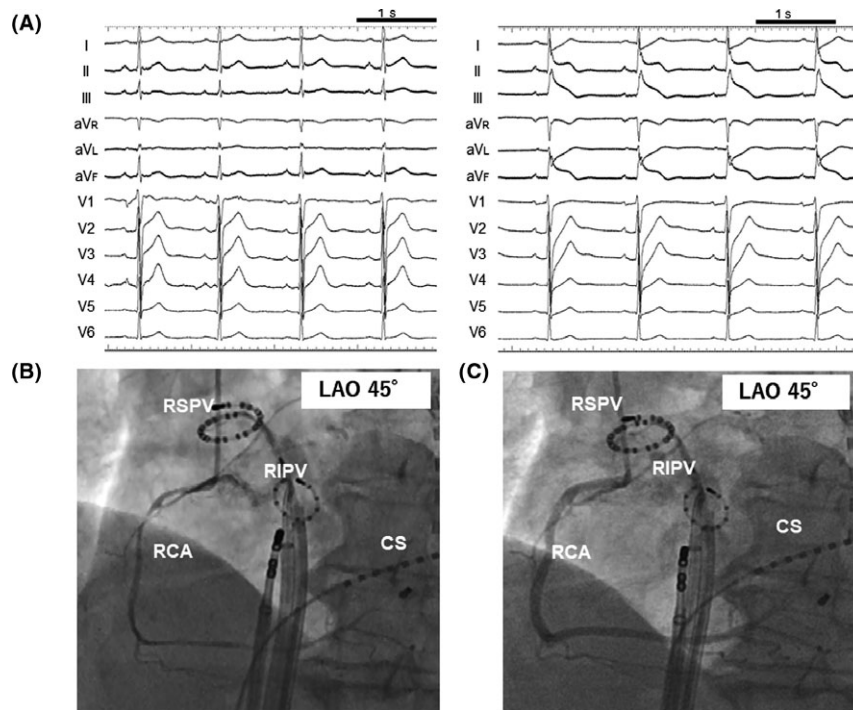 (A)
1 s
I
II
III
aVR
aVL
aVF
V1
V2
V3
V4
V5
V6
1 s
I
II
III
aVR
aVL
aVF
V1
V2
V3
V4
V5
V6
(B)
LAO 45°
RSPV
RIPV
RCA
CS
(C)
LAO 45°
RSPV
RIPV
RCA
CS